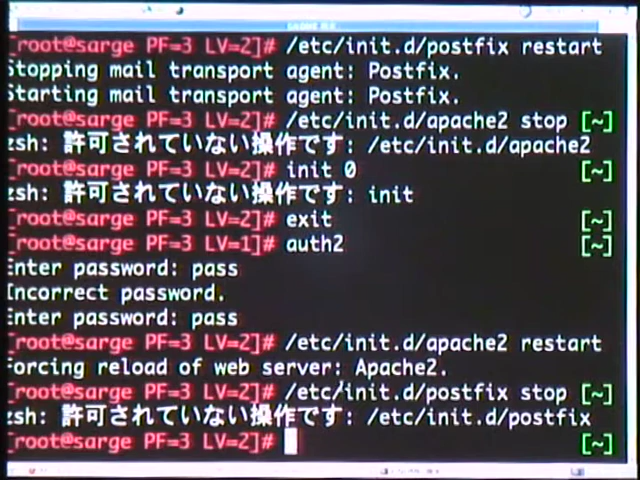 [root@sarge PF=3 LV=2]# /etc/init.d/postfix restart
Stopping mail transport agent: Postfix.
Starting mail transport agent: Postfix.
[root@sarge PF=3 LV=2]# /etc/init.d/apache2 stop [~]
zsh: 許可されていない操作です: /etc/init.d/apache2
[root@sarge PF=3 LV=2]# init 0 [~]
zsh: 許可されていない操作です: init
[root@sarge PF=3 LV=2]# exit [~]
[root@sarge PF=3 LV=1]# auth2 [~]
Enter password: pass
Incorrect password.
Enter password: pass
[root@sarge PF=3 LV=2]# /etc/init.d/apache2 restart
Forcing reload of web server: Apache2.
[root@sarge PF=3 LV=2]# /etc/init.d/postfix stop [~]
zsh: 許可されていない操作です: /etc/init.d/postfix
[root@sarge PF=3 LV=2]# [~]